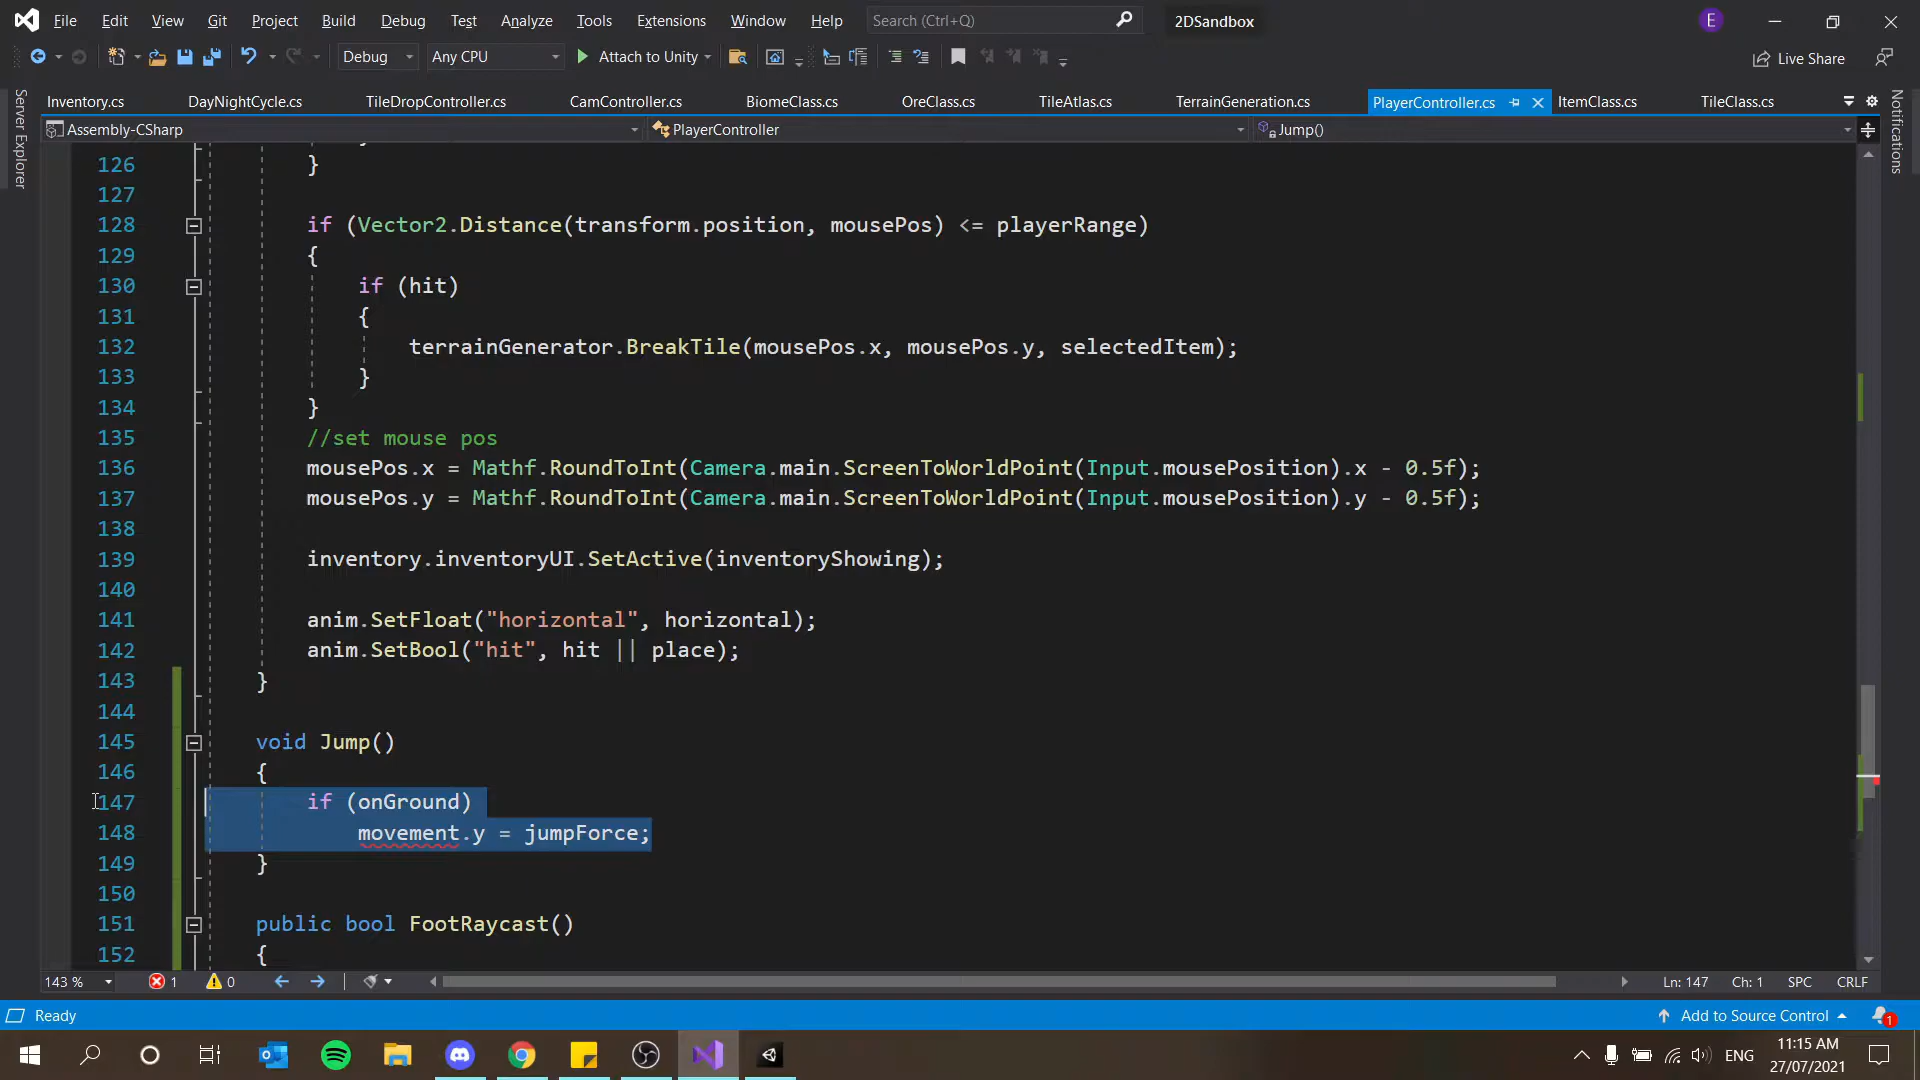 File Edit View Git Project Build Debug Test Analyze Tools Extensions Window Help Search (Ctrl+Q) 2DSandbox E
Debug Any CPU Attach to Unity Live Share
Inventory.cs DayNightCycle.cs TileDropController.cs CamController.cs BiomeClass.cs OreClass.cs TileAtlas.cs TerrainGeneration.cs PlayerController.cs ItemClass.cs TileClass.cs
Assembly-CSharp PlayerController Jump()
Server Explorer
Notifications
126 }
127
128 if (Vector2.Distance(transform.position, mousePos) <= playerRange)
129 {
130 if (hit)
131 {
132 terrainGenerator.BreakTile(mousePos.x, mousePos.y, selectedItem);
133 }
134 }
135 //set mouse pos
136 mousePos.x = Mathf.RoundToInt(Camera.main.ScreenToWorldPoint(Input.mousePosition).x - 0.5f);
137 mousePos.y = Mathf.RoundToInt(Camera.main.ScreenToWorldPoint(Input.mousePosition).y - 0.5f);
138
139 inventory.inventoryUI.SetActive(inventoryShowing);
140
141 anim.SetFloat("horizontal", horizontal);
142 anim.SetBool("hit", hit || place);
143 }
144
145 void Jump()
146 {
147 if (onGround)
148 movement.y = jumpForce;
149 }
150
151 public bool FootRaycast()
152 {
143 % 1 0 Ln: 147 Ch: 1 SPC CRLF
Ready Add to Source Control 1
ENG 11:15 AM
27/07/2021